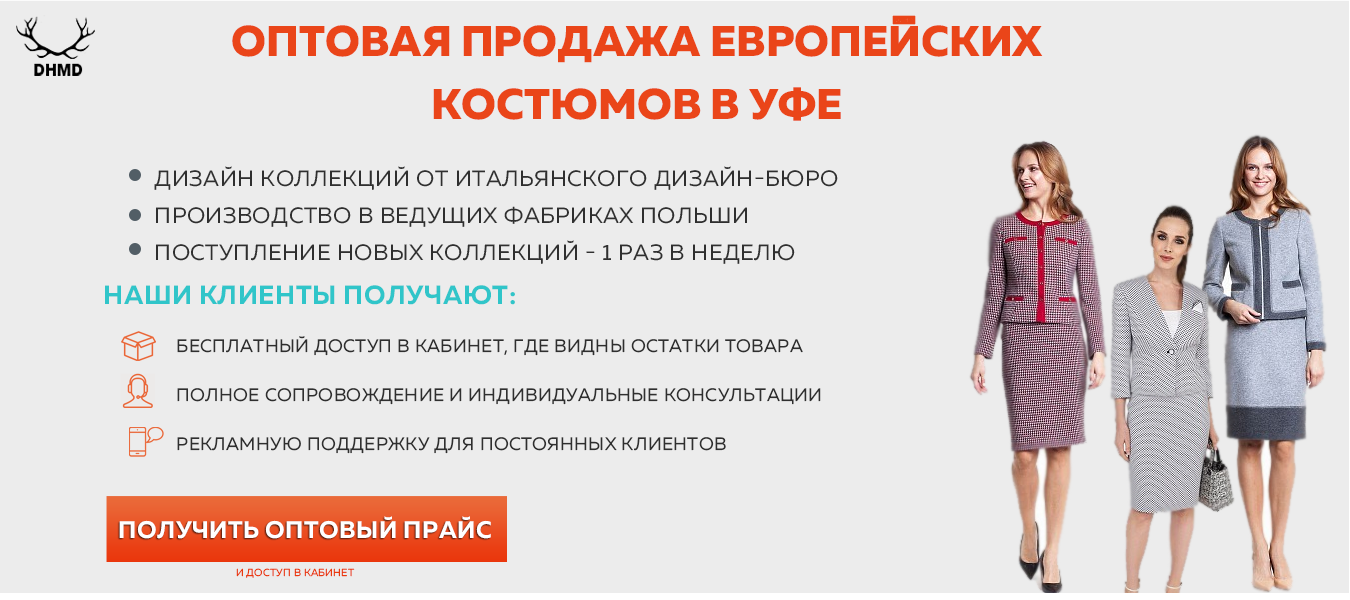 DHMD
ОПТОВАЯ ПРОДАЖА ЕВРОПЕЙСКИХ
КОСТЮМОВ В УФЕ
ДИЗАЙН КОЛЛЕКЦИЙ ОТ ИТАЛЬЯНСКОГО ДИЗАЙН-БЮРО
ПРОИЗВОДСТВО В ВЕДУЩИХ ФАБРИКАХ ПОЛЬШИ
ПОСТУПЛЕНИЕ НОВЫХ КОЛЛЕКЦИЙ - 1 РАЗ В НЕДЕЛЮ
НАШИ КЛИЕНТЫ ПОЛУЧАЮТ:
БЕСПЛАТНЫЙ ДОСТУП В КАБИНЕТ, ГДЕ ВИДНЫ ОСТАТКИ ТОВАРА
ПОЛНОЕ СОПРОВОЖДЕНИЕ И ИНДИВИДУАЛЬНЫЕ КОНСУЛЬТАЦИИ
РЕКЛАМНУЮ ПОДДЕРЖКУ ДЛЯ ПОСТОЯННЫХ КЛИЕНТОВ
ПОЛУЧИТЬ ОПТОВЫЙ ПРАЙС
И ДОСТУП В КАБИНЕТ